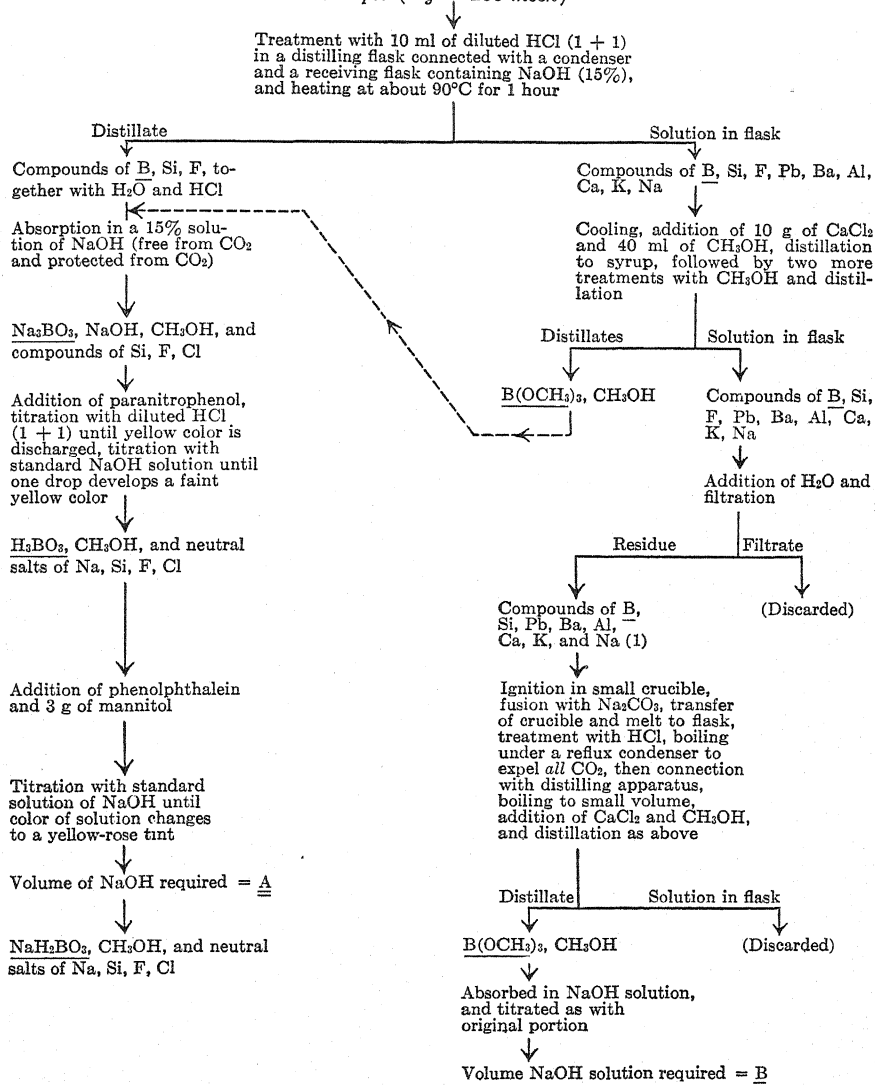 Treatment with 10 ml of diluted HCl (1 + 1)
in a distilling flask connected with a condenser
and a receiving flask containing NaOH (15%),
and heating at about 90°C for 1 hour
Distillate
Compounds of B, Si, F, to-
gether with H2O and HCl
Absorption in a 15% solu-
tion of NaOH (free from CO2
and protected from CO2)
Na3BO3, NaOH, CH3OH, and
compounds of Si, F, Cl
Addition of paranitrophenol,
titration with diluted HCl
(1 + 1) until yellow color is
discharged, titration with
standard NaOH solution until
one drop develops a faint
yellow color
H3BO3, CH3OH, and neutral
salts of Na, Si, F, Cl
Addition of phenolphthalein
and 3 g of mannitol
Titration with standard
solution of NaOH until
color of solution changes
to a yellow-rose tint
Volume of NaOH required = A
NaH2BO3, CH3OH, and neutral
salts of Na, Si, F, Cl
Solution in flask
Compounds of B, Si, F, Pb, Ba, Al,
Ca, K, Na
Cooling, addition of 10 g of CaCl2
and 40 ml of CH3OH, distillation
to syrup, followed by two more
treatments with CH3OH and distil-
lation
Distillates
B(OCH3)3, CH3OH
Solution in flask
Compounds of B, Si,
F, Pb, Ba, Al, Ca,
K, Na
Addition of H2O and
filtration
Residue
Filtrate
(Discarded)
Compounds of B,
Si, Pb, Ba, Al,
Ca, K, and Na (1)
Ignition in small crucible,
fusion with Na2CO3, transfer
of crucible and melt to flask,
treatment with HCl, boiling
under a reflux condenser to
expel all CO2, then connection
with distilling apparatus,
boiling to small volume,
addition of CaCl2 and CH3OH,
and distillation as above
Distillate
Solution in flask
B(OCH3)3, CH3OH
(Discarded)
Absorbed in NaOH solution,
and titrated as with
original portion
Volume NaOH solution required = B